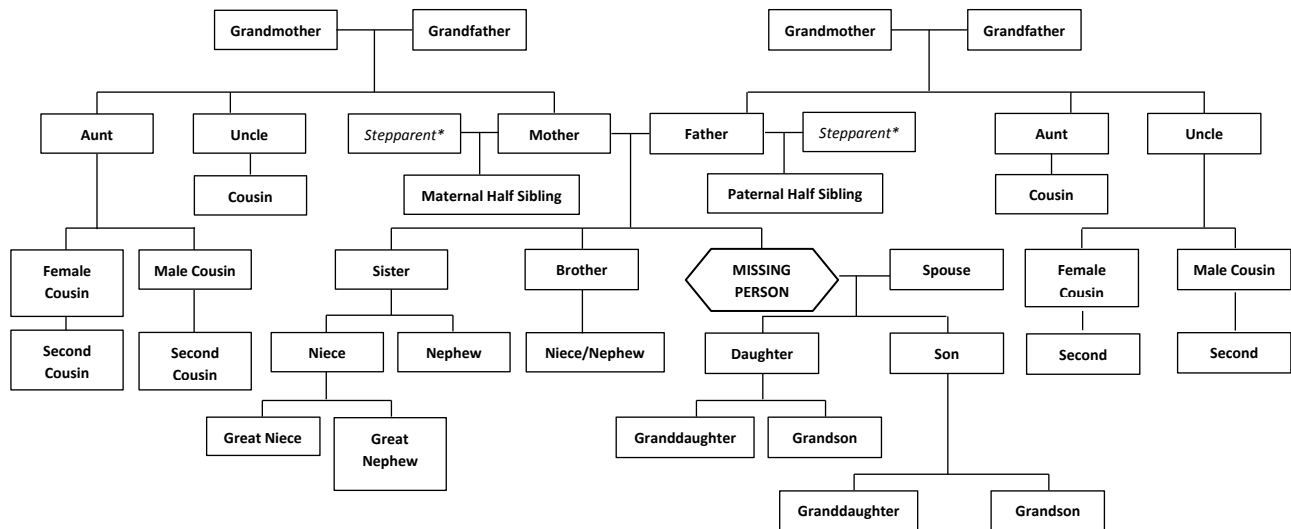 Grandmother
Grandfather
Grandmother
Grandfather
Aunt
Uncle
Stepparent*
Mother
Father
Stepparent*
Aunt
Uncle
Cousin
Maternal Half Sibling
Paternal Half Sibling
Cousin
Female
Cousin
Male Cousin
Sister
Brother
MISSING
PERSON
Spouse
Female
Cousin
Male Cousin
Second
Cousin
Second
Cousin
Niece
Nephew
Niece/Nephew
Daughter
Son
Second
Second
Great Niece
Great
Nephew
Granddaughter
Grandson
Granddaughter
Grandson